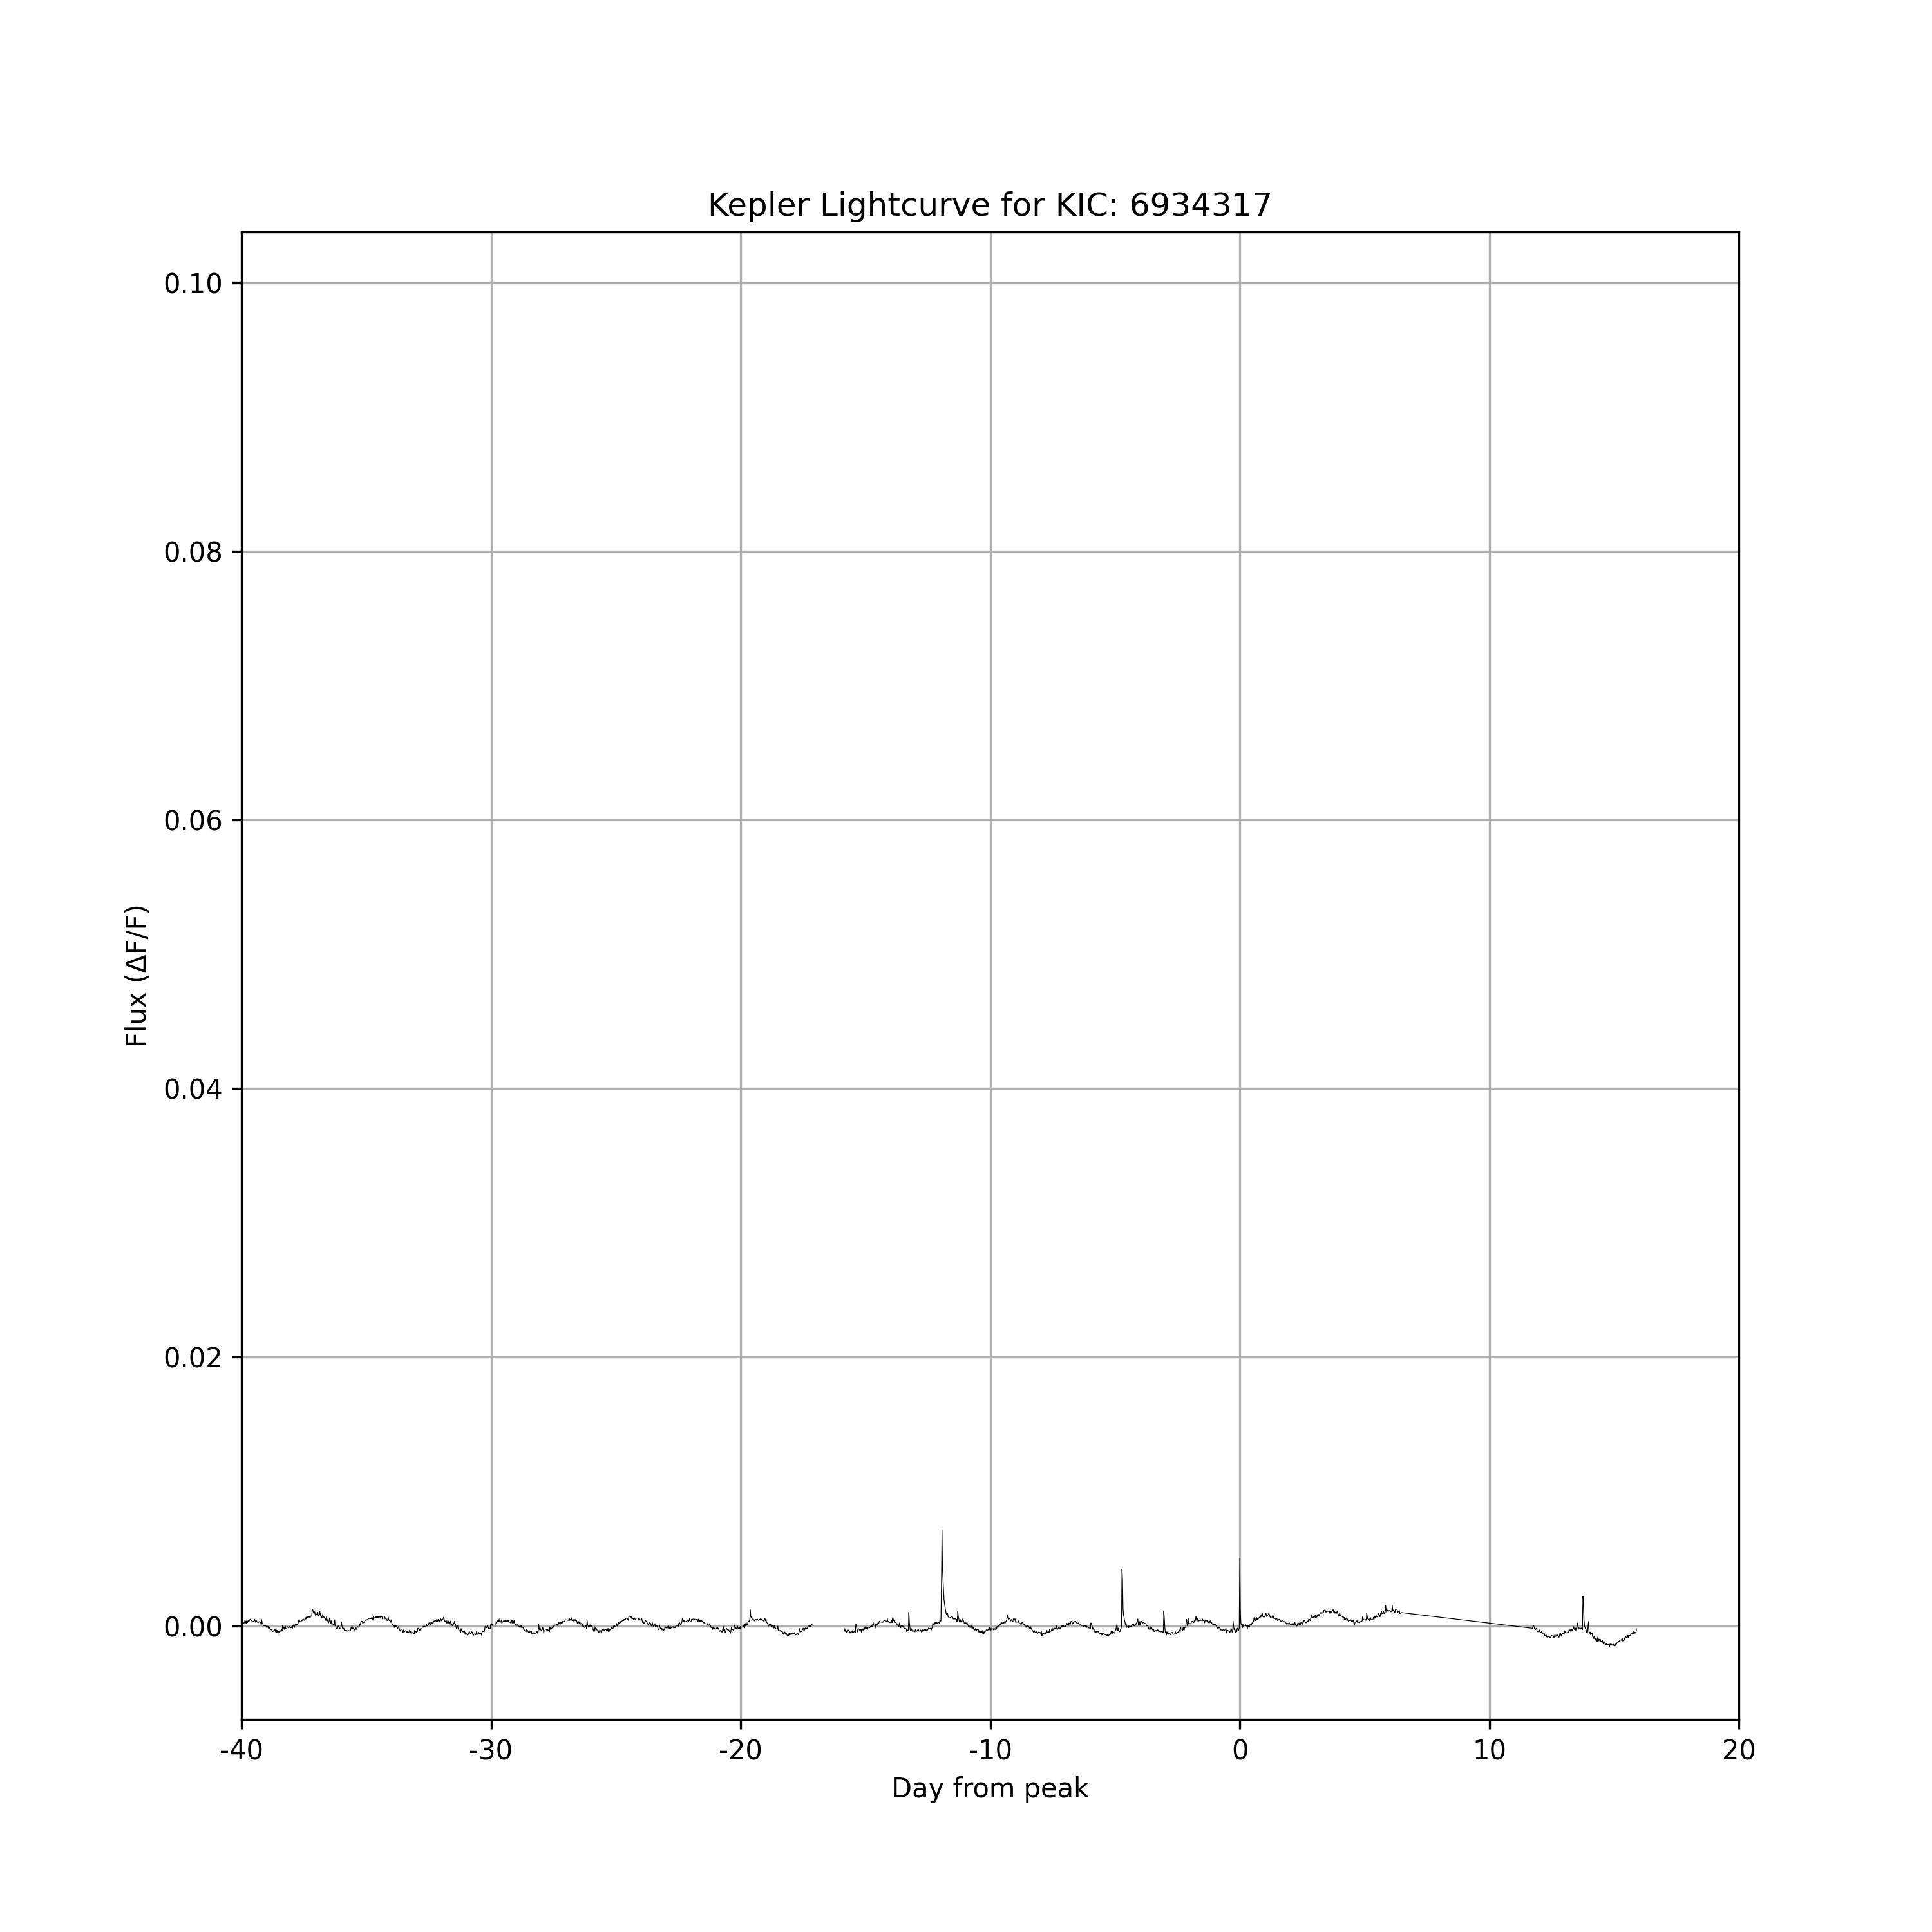 Kepler Lightcurve for KIC: 6934317
0.10
0.08
0.06
0.04
0.02
0.00
Flux (ΔF/F)
-40 -30 -20 -10 0 10 20
Day from peak